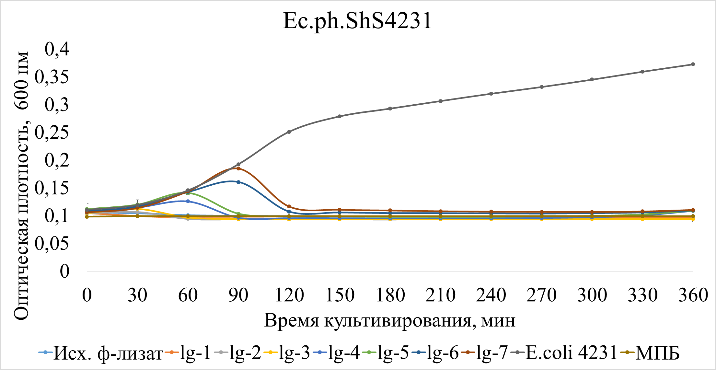 Ec.ph.ShS4231
Оптическая плотность, 600 пм
0,4
0,35
0,3
0,25
0,2
0,15
0,1
0,05
0
0 30 60 90 120 150 180 210 240 270 300 330 360
Время культивирования, мин
Исх. ф-лизат lg-1 lg-2 lg-3 lg-4 lg-5 lg-6 lg-7 E.coli 4231 МПБ